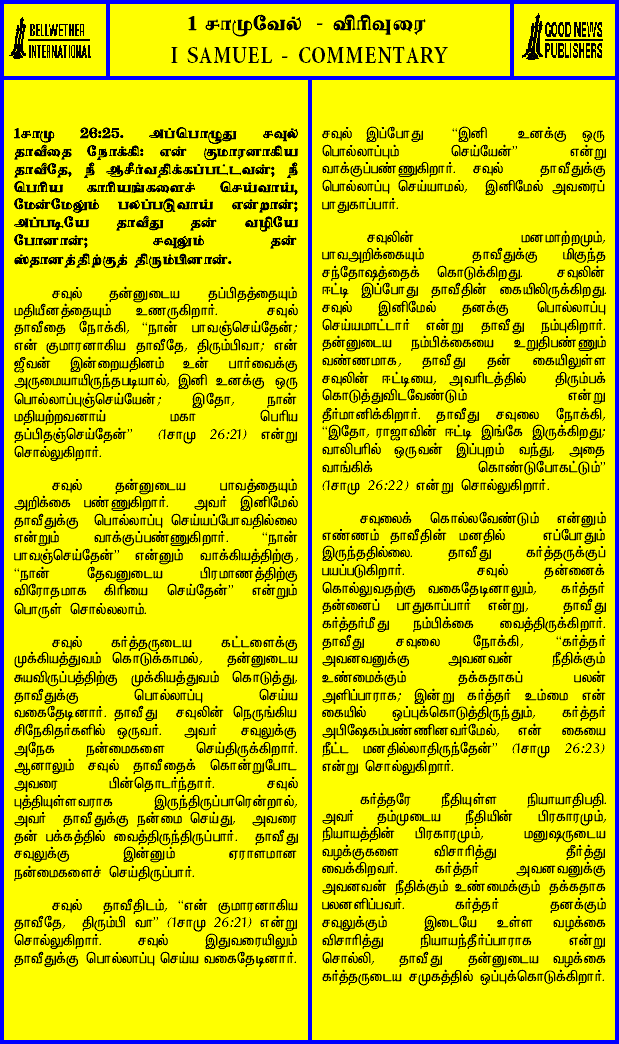 BELLWETHER
INTERNATIONAL
1 சாமுவேல் - விரிவுரை
I SAMUEL - COMMENTARY
GOOD NEWS
PUBLISHERS
1சாமு 26:25. அப்பொழுது சவுல்
தாவீதை நோக்கி: என் குமாரனாகிய
தாவீதே, நீ ஆசீர்வதிக்கப்பட்டவன்; நீ
பெரிய காரியங்களைச் செய்வாய்,
மேன்மேலும் பலப்படுவாய் என்றான்;
அப்படியே தாவீது தன் வழியே
போனான்; சவுலும் தன்
ஸ்தானத்திற்குத் திரும்பினான்.
சவுல் தன்னுடைய தப்பிதத்தையும்
மதியீனத்தையும் உணருகிறார். சவுல்
தாவீதை நோக்கி, “நான் பாவஞ்செய்தேன்;
என் குமாரனாகிய தாவீதே, திரும்பிவா; என்
ஜீவன் இன்றையதினம் உன் பார்வைக்கு
அருமையாயிருந்தபடியால், இனி உனக்கு ஒரு
பொல்லாப்புஞ்செய்யேன்; இதோ, நான்
மதியற்றவனாய் மகா பெரிய
தப்பிதஞ்செய்தேன்” (1சாமு 26:21) என்று
சொல்லுகிறார்.
சவுல் தன்னுடைய பாவத்தையும்
அறிக்கை பண்ணுகிறார். அவர் இனிமேல்
தாவீதுக்கு பொல்லாப்பு செய்யப்போவதில்லை
என்றும் வாக்குப்பண்ணுகிறார். “நான்
பாவஞ்செய்தேன்” என்னும் வாக்கியத்திற்கு,
“நான் தேவனுடைய பிரமாணத்திற்கு
விரோதமாக கிரியை செய்தேன்” என்றும்
பொருள் சொல்லலாம்.
சவுல் கர்த்தருடைய கட்டளைக்கு
முக்கியத்துவம் கொடுக்காமல், தன்னுடைய
சுயவிருப்பத்திற்கு முக்கியத்துவம் கொடுத்து,
தாவீதுக்கு பொல்லாப்பு செய்ய
வகைதேடினார். தாவீது சவுலின் நெருங்கிய
சிநேகிதர்களில் ஒருவர். அவர் சவுலுக்கு
அநேக நன்மைகளை செய்திருக்கிறார்.
ஆனாலும் சவுல் தாவீதைக் கொன்றுபோட
அவரை பின்தொடர்ந்தார். சவுல்
புத்தியுள்ளவராக இருந்திருப்பாரென்றால்,
அவர் தாவீதுக்கு நன்மை செய்து, அவரை
தன் பக்கத்தில் வைத்திருந்திருப்பார். தாவீது
சவுலுக்கு இன்னும் ஏராளமான
நன்மைகளைச் செய்திருப்பார்.
சவுல் தாவீதிடம், “என் குமாரனாகிய
தாவீதே, திரும்பி வா” (1சாமு 26:21) என்று
சொல்லுகிறார். சவுல் இதுவரையிலும்
தாவீதுக்கு பொல்லாப்பு செய்ய வகைதேடினார்.
சவுல் இப்போது “இனி உனக்கு ஒரு
பொல்லாப்பும் செய்யேன்” என்று
வாக்குப்பண்ணுகிறார். சவுல் தாவீதுக்கு
பொல்லாப்பு செய்யாமல், இனிமேல் அவரைப்
பாதுகாப்பார்.
சவுலின் மனமாற்றமும்,
பாவஅறிக்கையும் தாவீதுக்கு மிகுந்த
சந்தோஷத்தைக் கொடுக்கிறது. சவுலின்
ஈட்டி இப்போது தாவீதின் கையிலிருக்கிறது.
சவுல் இனிமேல் தனக்கு பொல்லாப்பு
செய்யமாட்டார் என்று தாவீது நம்புகிறார்.
தன்னுடைய நம்பிக்கையை உறுதிபண்ணும்
வண்ணமாக, தாவீது தன் கையிலுள்ள
சவுலின் ஈட்டியை, அவரிடத்தில் திரும்பக்
கொடுத்துவிடவேண்டும் என்று
தீர்மானிக்கிறார். தாவீது சவுலை நோக்கி,
“இதோ, ராஜாவின் ஈட்டி இங்கே இருக்கிறது;
வாலிபரில் ஒருவன் இப்புறம் வந்து, அதை
வாங்கிக் கொண்டுபோகட்டும்”
(1சாமு 26:22) என்று சொல்லுகிறார்.
சவுலைக் கொல்லவேண்டும் என்னும்
எண்ணம் தாவீதின் மனதில் எப்போதும்
இருந்ததில்லை. தாவீது கர்த்தருக்குப்
பயப்படுகிறார். சவுல் தன்னைக்
கொல்லுவதற்கு வகைதேடினாலும், கர்த்தர்
தன்னைப் பாதுகாப்பார் என்று, தாவீது
கர்த்தர்மீது நம்பிக்கை வைத்திருக்கிறார்.
தாவீது சவுலை நோக்கி, “கர்த்தர்
அவனவனுக்கு அவனவன் நீதிக்கும்
உண்மைக்கும் தக்கதாகப் பலன்
அளிப்பாராக; இன்று கர்த்தர் உம்மை என்
கையில் ஒப்புக்கொடுத்திருந்தும், கர்த்தர்
அபிஷேகம்பண்ணினவர்மேல், என் கையை
நீட்ட மனதில்லாதிருந்தேன்” (1சாமு 26:23)
என்று சொல்லுகிறார்.
கர்த்தரே நீதியுள்ள நியாயாதிபதி.
அவர் தம்முடைய நீதியின் பிரகாரமும்,
நியாயத்தின் பிரகாரமும், மனுஷருடைய
வழக்குகளை விசாரித்து தீர்த்து
வைக்கிறவர். கர்த்தர் அவனவனுக்கு
அவனவன் நீதிக்கும் உண்மைக்கும் தக்கதாக
பலனளிப்பவர். கர்த்தர் தனக்கும்
சவுலுக்கும் இடையே உள்ள வழக்கை
விசாரித்து நியாயந்தீர்ப்பாராக என்று
சொல்லி, தாவீது தன்னுடைய வழக்கை
கர்த்தருடைய சமுகத்தில் ஒப்புக்கொடுக்கிறார்.